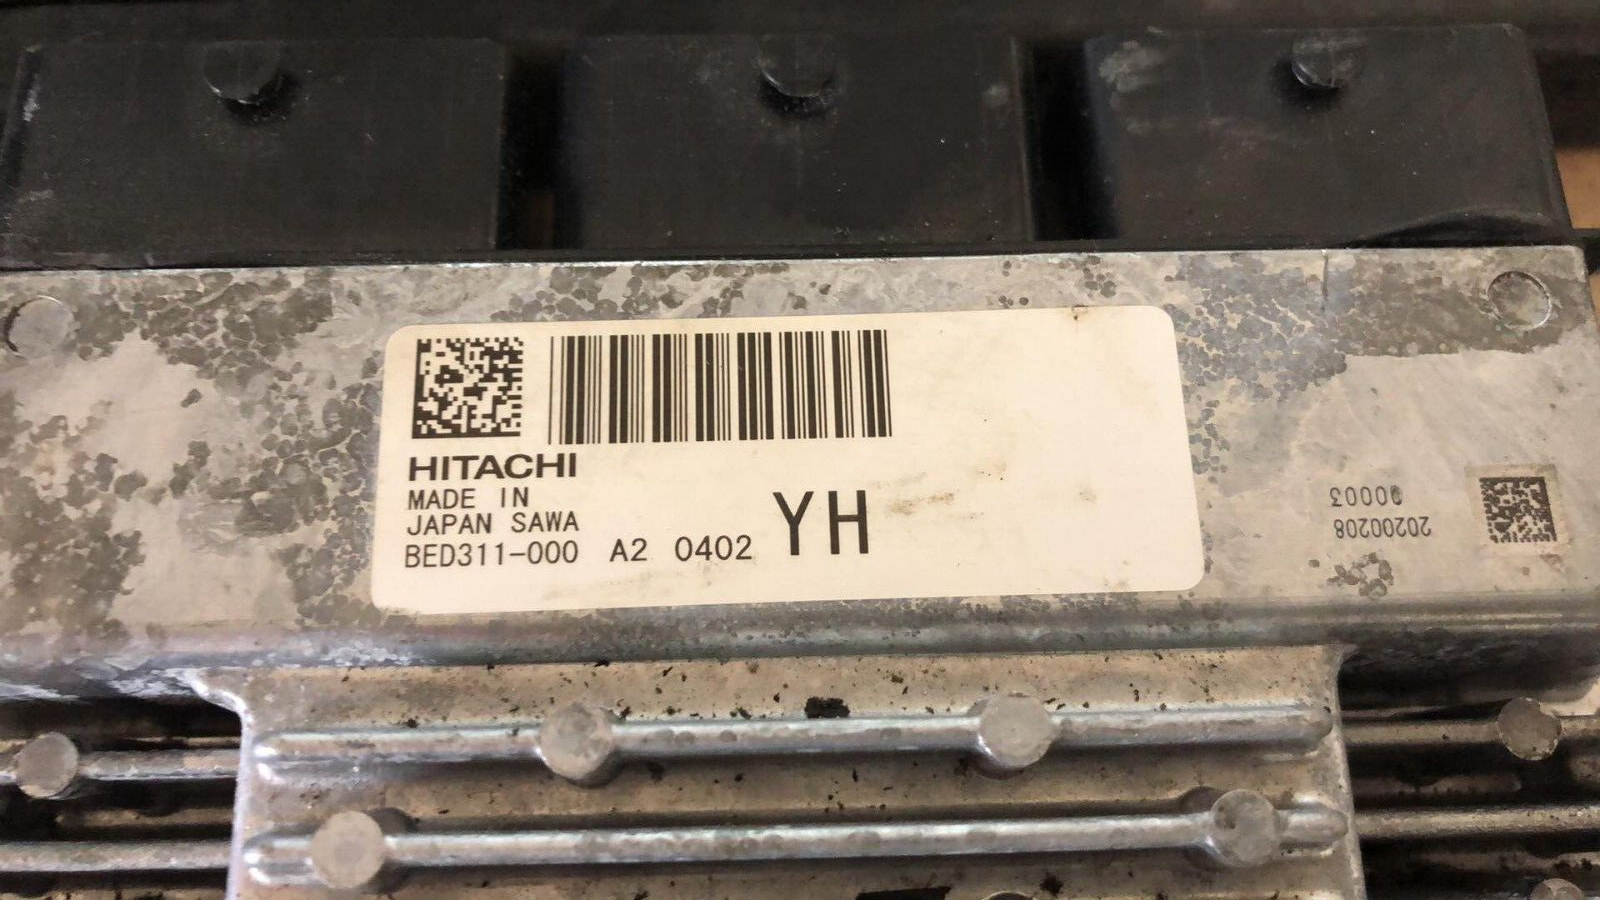 HITACHI
MADE IN
JAPAN SAWA
BED311-000 A2 0402 YH
20200208
00003